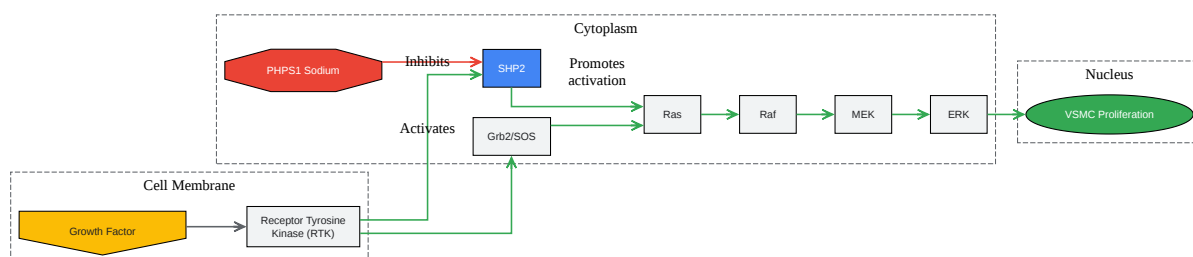 Cytoplasm
PHPS1 Sodium
Inhibits
SHP2
Promotes
activation
Nucleus
Activates
Grb2/SOS
Ras
Raf
MEK
ERK
VSMC Proliferation
Cell Membrane
Growth Factor
Receptor Tyrosine
Kinase (RTK)